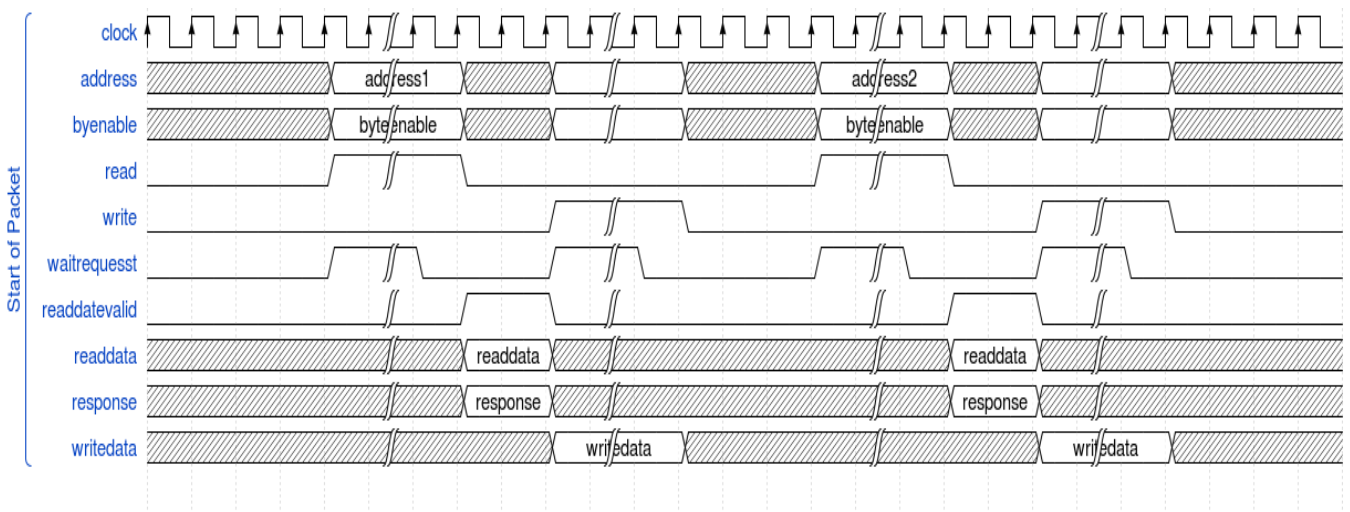 Start of Packet
clock
address address1 address2
byenable byteenable byteenable
read
write
waitrequesst
readdatevalid
readdata readdata readdata
response response response
writedata writedata writedata